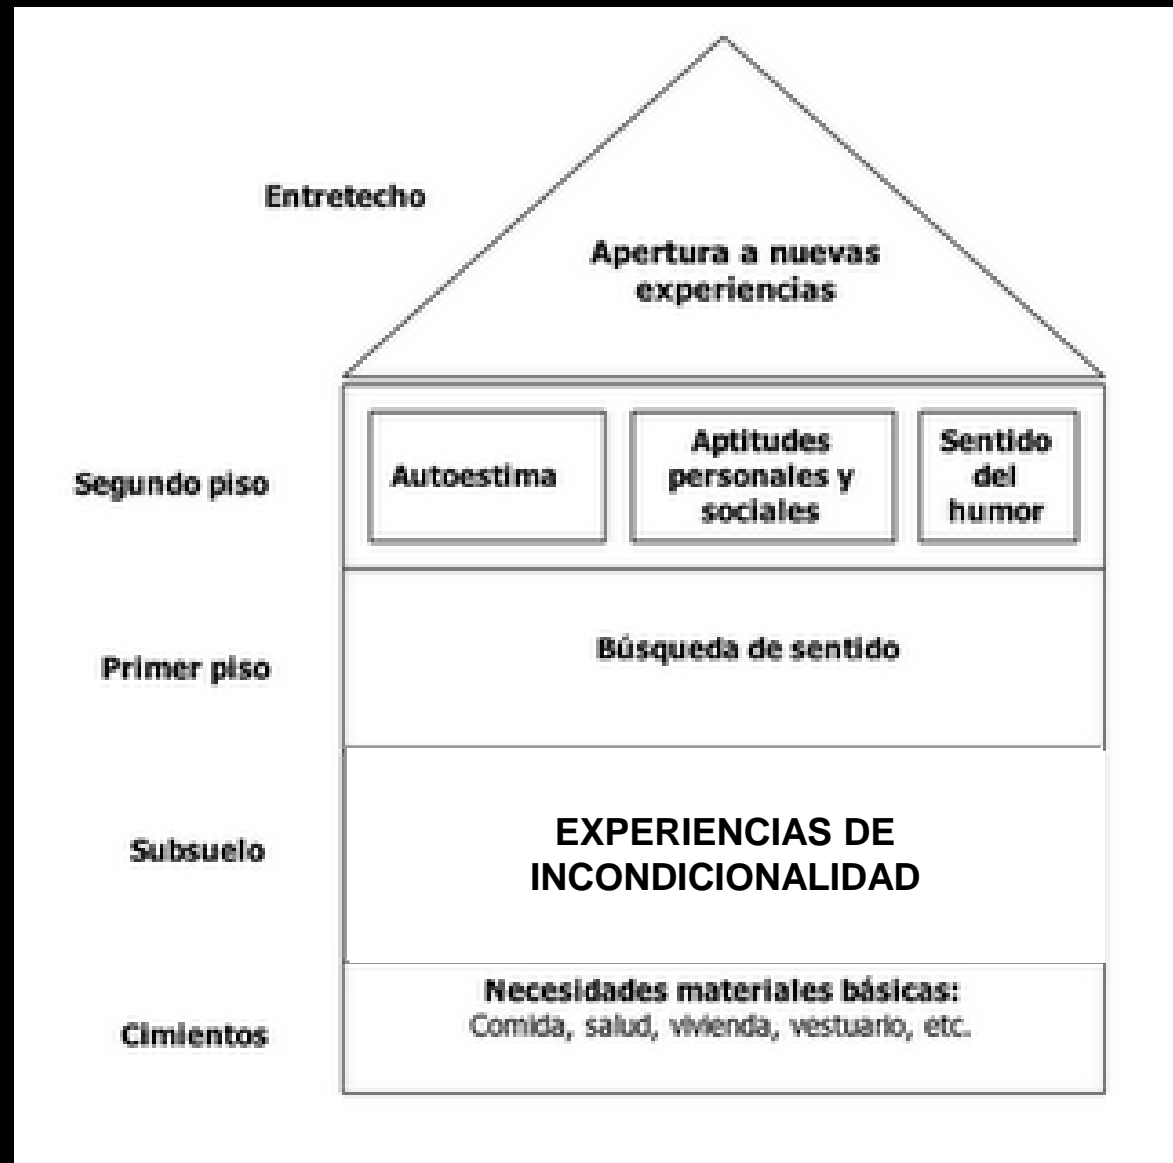 Entretecho
Apertura a nuevas
experiencias
Segundo piso
Autoestima
Aptitudes
personales y
sociales
Sentido
del
humor
Primer piso
Búsqueda de sentido
Subsuelo
EXPERIENCIAS DE
INCONDICIONALIDAD
Cimientos
Necesidades materiales básicas:
Comida, salud, vivienda, vestuario, etc.